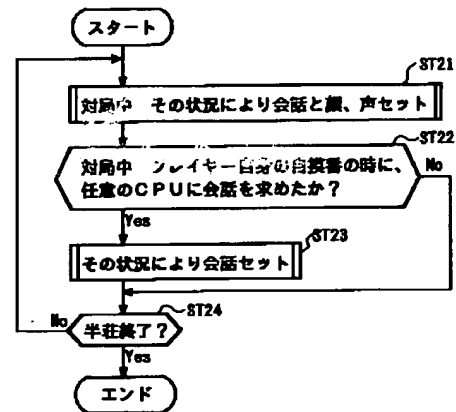 スタート
ST21
対局中 その状況により会話と顔、声セット
ST22
対局中 プレイヤー自身の自摸番の時に、
任意のCPUに会話を求めたか?
No
Yes
ST23
その状況により会話セット
ST24
No
半荘終了?
Yes
エンド